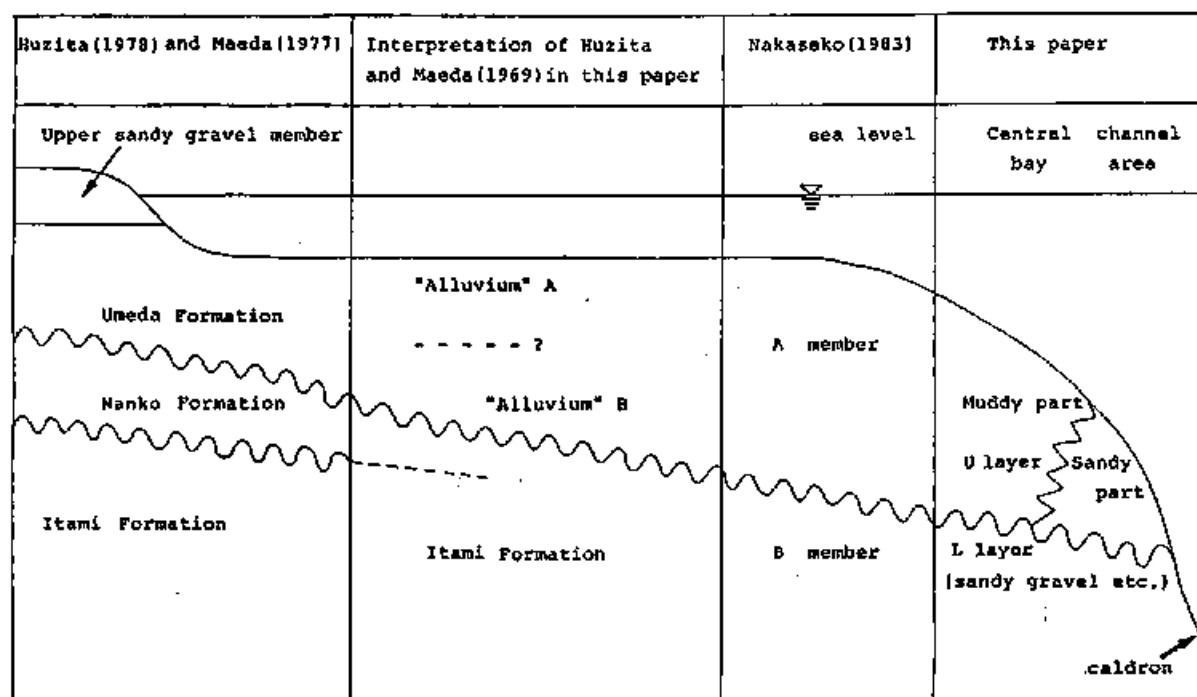 Huzita(1978) and Maeda(1977)
Interpretation of Huzita
and Maeda(1969)in this paper
Nakaseko(1983)
This paper
Upper sandy gravel member
sea level
Central channel
bay area
"Alluvium" A
Umeda Formation
- - - - - ?
A member
Nanko Formation
"Alluvium" B
Muddy part
U layer
Sandy
part
Itami Formation
Itami Formation
B member
L layor
(sandy gravel etc.)
caldron